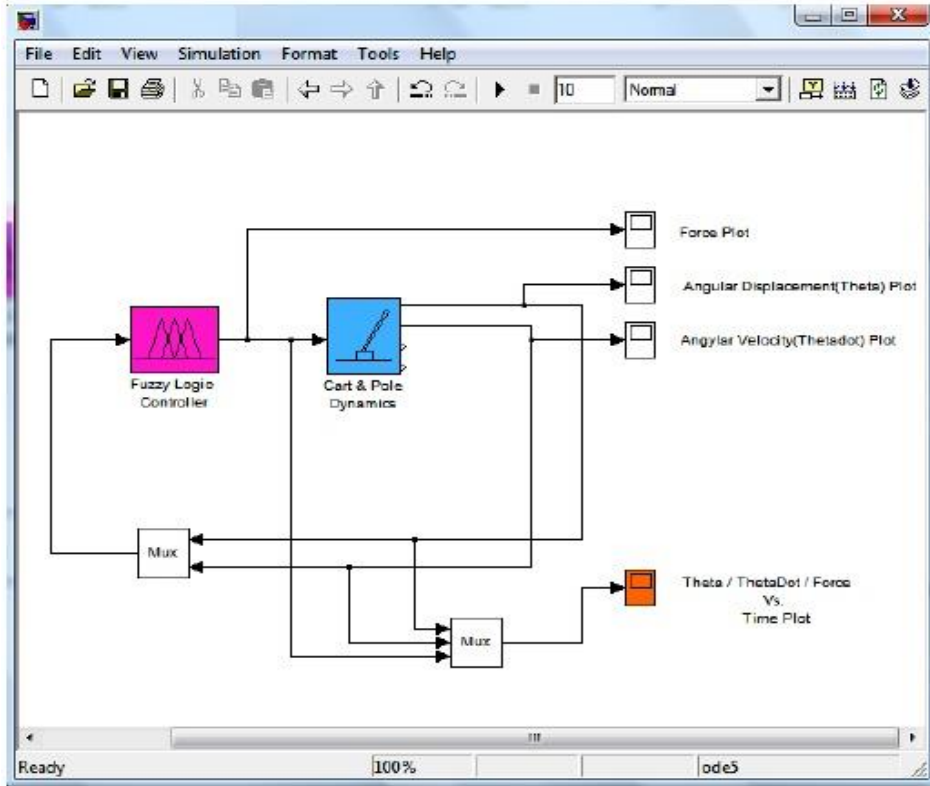 File Edit View Simulation Format Tools Help
10 Normal
Force Plot
Angular Displacement(Theta) Plot
Angylar Velocity(Thetadot) Plot
Fuzzy Logic
Controller
Cart & Pole
Dynamics
Mux
Mux
Theta / ThetaDot / Force
Vs.
Time Plot
Ready 100% ode5